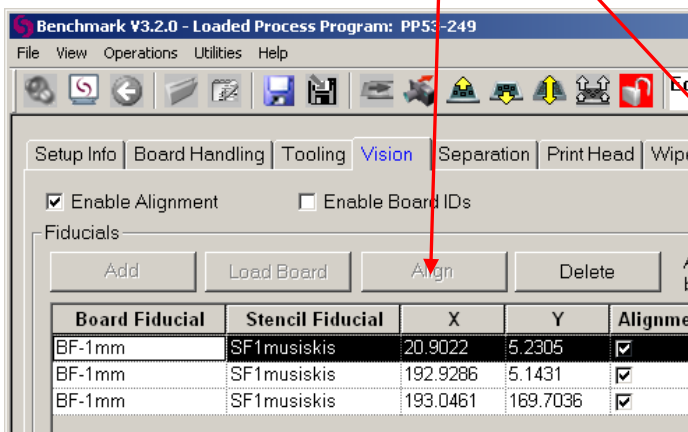 Benchmark V3.2.0 - Loaded Process Program: PP53-249
File View Operations Utilities Help
Setup Info Board Handling Tooling Vision Separation Print Head Wipe
Enable Alignment Enable Board IDs
Fiducials
Add Load Board Align Delete
Board Fiducial Stencil Fiducial X Y Alignme
BF-1mm SF1musiskis 20.9022 5.2305
BF-1mm SF1musiskis 192.9286 5.1431
BF-1mm SF1musiskis 193.0461 169.7036